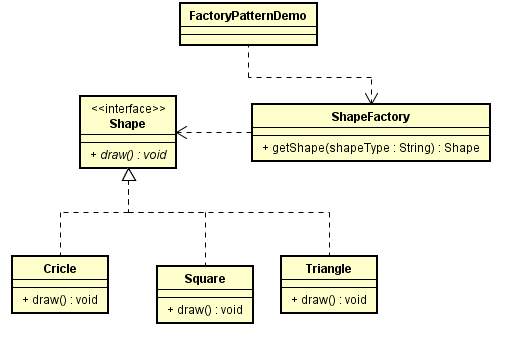 FactoryPatternDemo
<<interface>>
Shape
+ draw() : void
ShapeFactory
+ getShape(shapeType : String) : Shape
Cricle
+ draw() : void
Square
+ draw() : void
Triangle
+ draw() : void